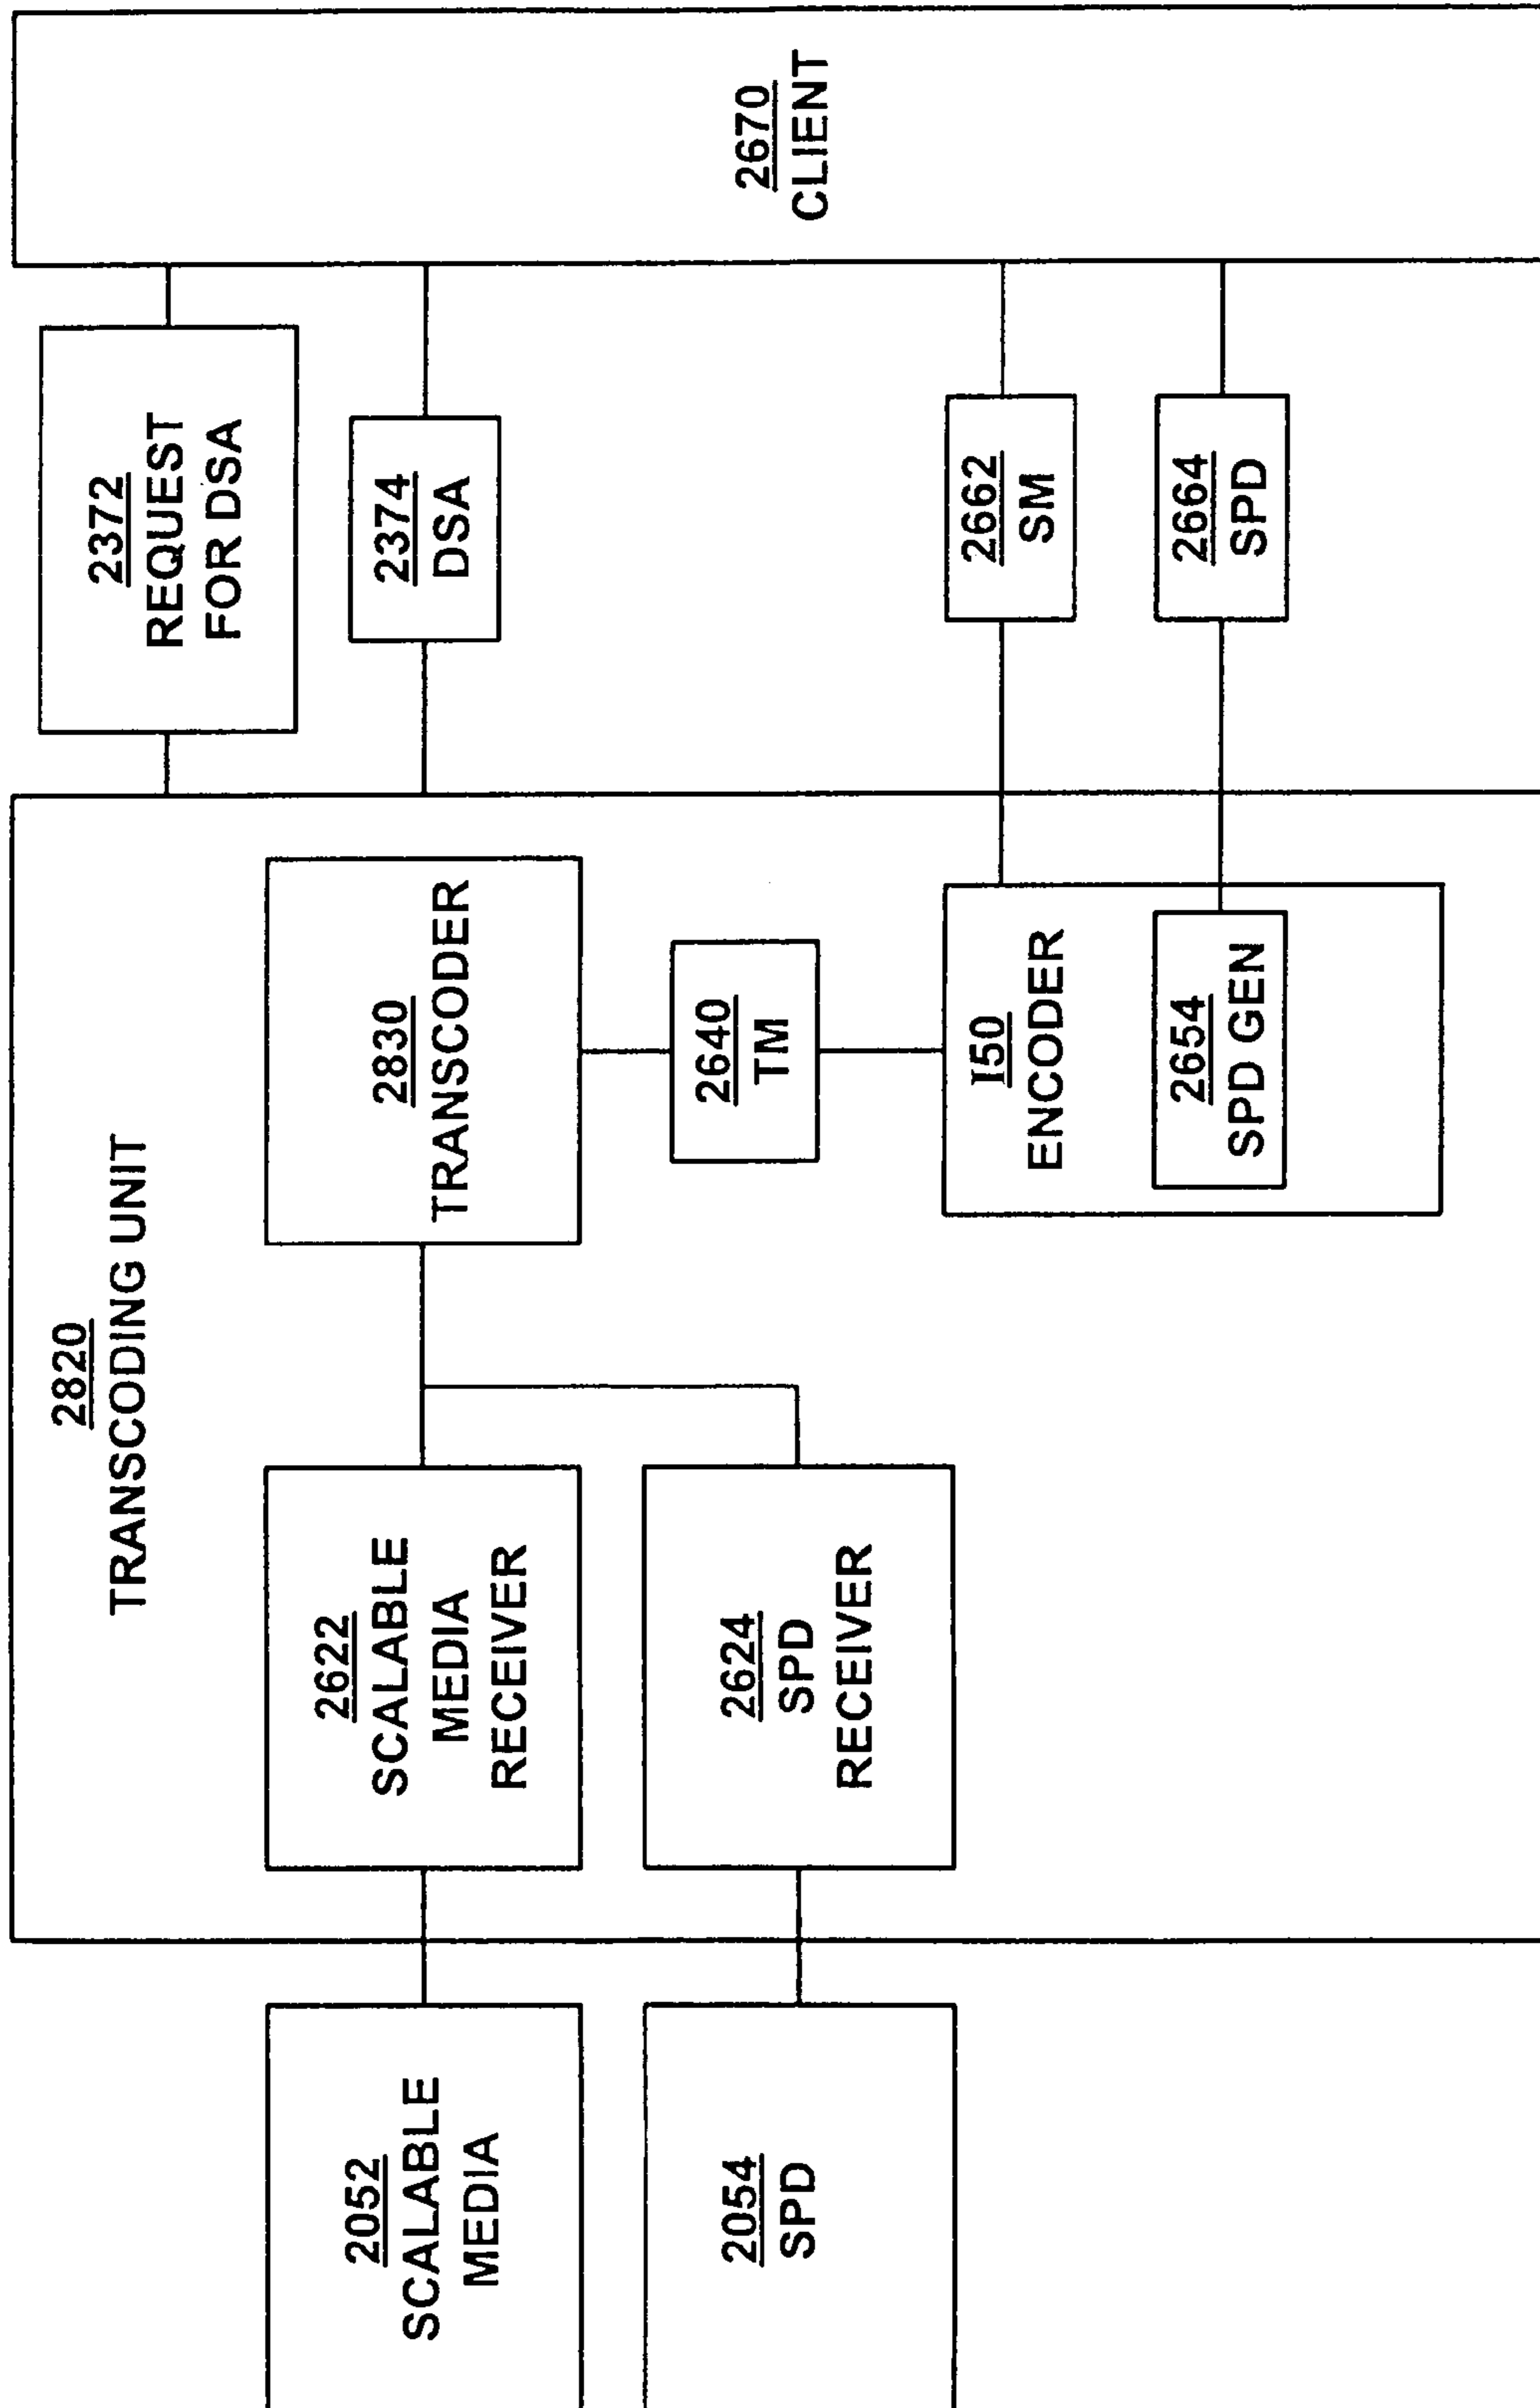 2820
TRANSCODING UNIT
2052
SCALABLE
MEDIA
2054
SPD
2622
SCALABLE
MEDIA
RECEIVER
2624
SPD
RECEIVER
2830
TRANSCODER
2640
TM
150
ENCODER
2654
SPD GEN
2372
REQUEST
FOR DSA
2374
DSA
2662
SM
2664
SPD
2670
CLIENT